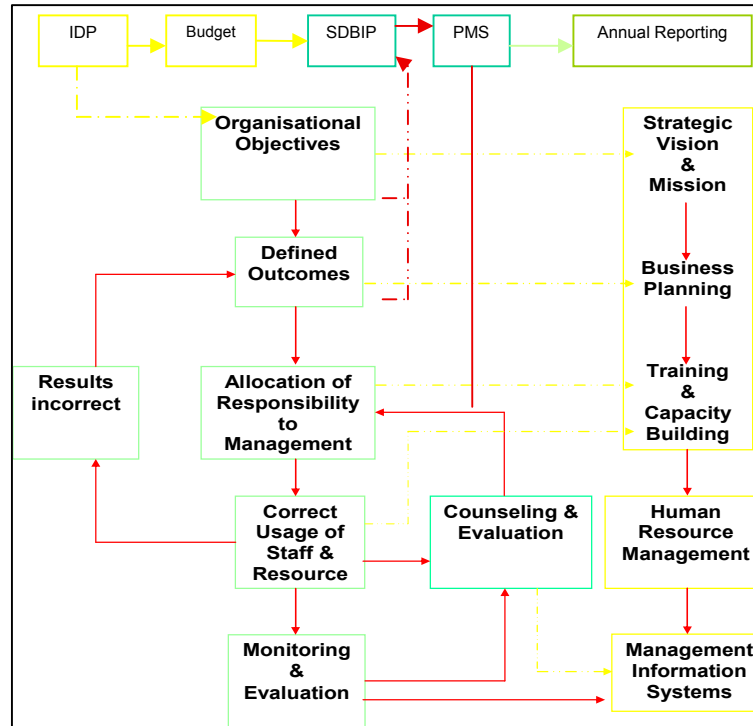 IDP
Budget
SDBIP
PMS
Annual Reporting
Organisational
Objectives
Strategic
Vision
&
Mission
Defined
Outcomes
Business
Planning
Results
incorrect
Allocation of
Responsibility
to
Management
Training
&
Capacity
Building
Correct
Usage of
Staff &
Resource
Counseling &
Evaluation
Human
Resource
Management
Monitoring
&
Evaluation
Management
Information
Systems